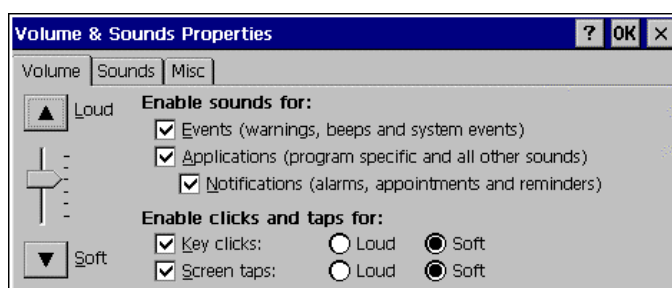 Volume & Sounds Properties ? OK ×
Volume Sounds Misc
Loud
Enable sounds for:
Events (warnings, beeps and system events)
Applications (program specific and all other sounds)
Notifications (alarms, appointments and reminders)
Enable clicks and taps for:
Key clicks: Loud Soft
Soft
Screen taps: Loud Soft